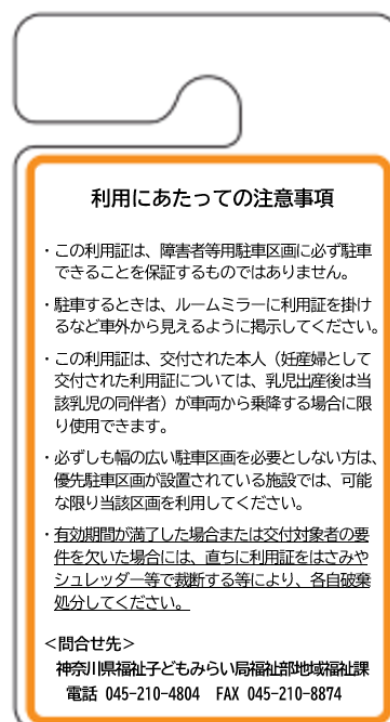 利用にあたっての注意事項
・この利用証は、障害者等用駐車区画に必ず駐車
できることを保証するものではありません。
・駐車するときは、ルームミラーに利用証を掛け
るなど車外から見えるように掲示してください。
・この利用証は、交付された本人（妊産婦として
交付された利用証については、乳児出産後は当
該乳児の同伴者）が車両から乗降する場合に限
り使用できます。
・必ずしも幅の広い駐車区画を必要としない方は、
優先駐車区画が設置されている施設では、可能
な限り当該区画を利用してください。
・有効期間が満了した場合または交付対象者の要
件を欠いた場合には、直ちに利用証をはさみや
シュレッダー等で裁断する等により、各自破棄
処分してください。
＜問合せ先＞
神奈川県福祉子どもみらい局福祉部地域福祉課
電話 045-210-4804 FAX 045-210-8874